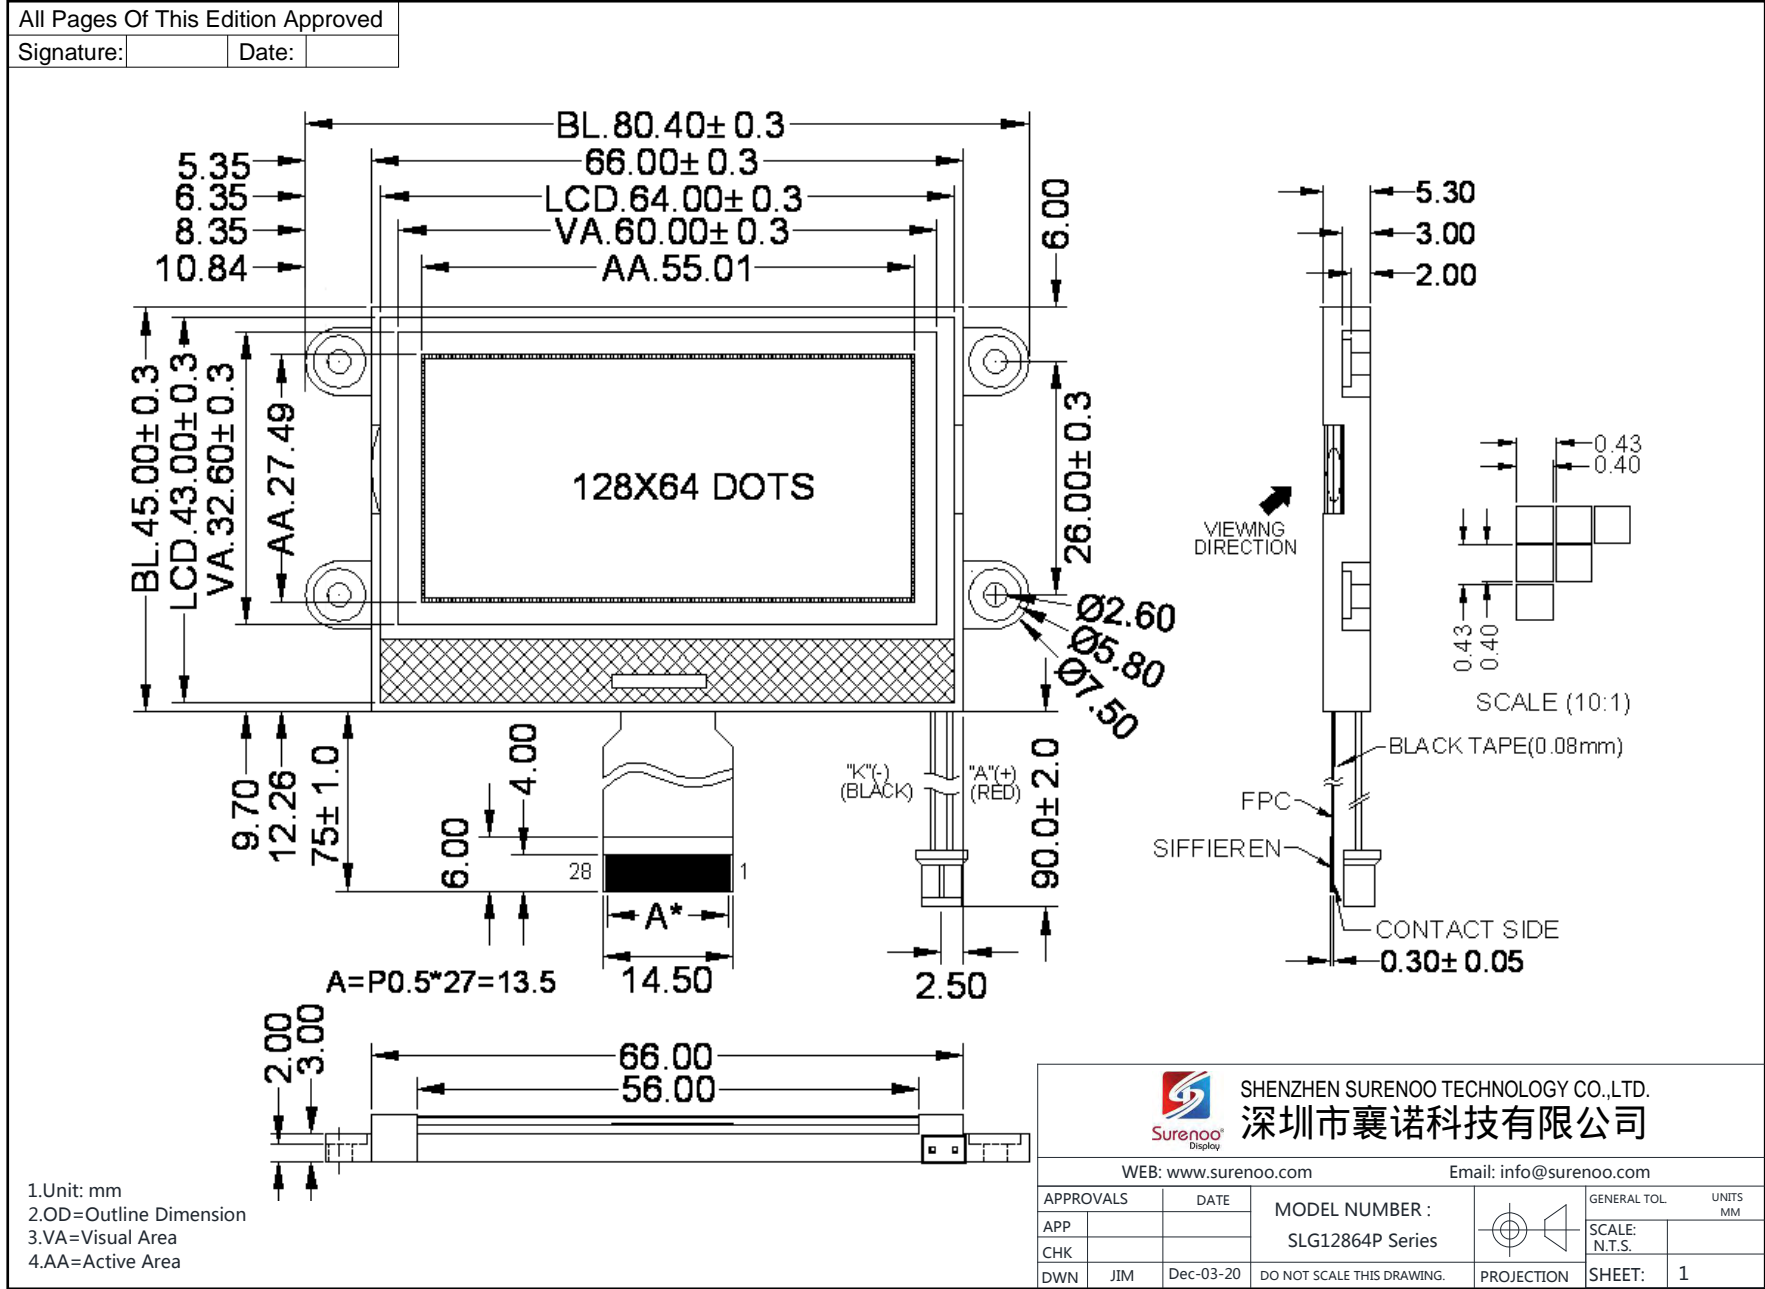 All Pages Of This Edition Approved
Signature:
Date:
BL.80.40± 0.3
66.00± 0.3
LCD.64.00± 0.3
VA.60.00± 0.3
AA.55.01
5.35
6.35
8.35
10.84
6.00
BL.45.00± 0.3
LCD.43.00± 0.3
VA.32.60± 0.3
AA.27.49
128X64 DOTS
26.00± 0.3
Ø2.60
Ø5.80
Ø7.50
5.30
3.00
2.00
VIEWING
DIRECTION
0.43
0.40
0.43
0.40
SCALE (10:1)
BLACK TAPE(0.08mm)
FPC
SIFFIEREN
CONTACT SIDE
0.30± 0.05
9.70
12.26
75± 1.0
6.00
4.00
28
1
A*
14.50
A=P0.5*27=13.5
"K"(-)
(BLACK)
"A"(+)
(RED)
90.0± 2.0
2.50
2.00
3.00
66.00
56.00
1.Unit: mm
2.OD=Outline Dimension
3.VA=Visual Area
4.AA=Active Area
Surenoo®
Display
SHENZHEN SURENOO TECHNOLOGY CO.,LTD.
深圳市襄诺科技有限公司
WEB: www.surenoo.com
Email: info@surenoo.com
APPROVALS
DATE
APP
CHK
DWN
JIM
Dec-03-20
MODEL NUMBER :
SLG12864P Series
DO NOT SCALE THIS DRAWING.
PROJECTION
GENERAL TOL.
UNITS
MM
SCALE:
N.T.S.
SHEET:
1